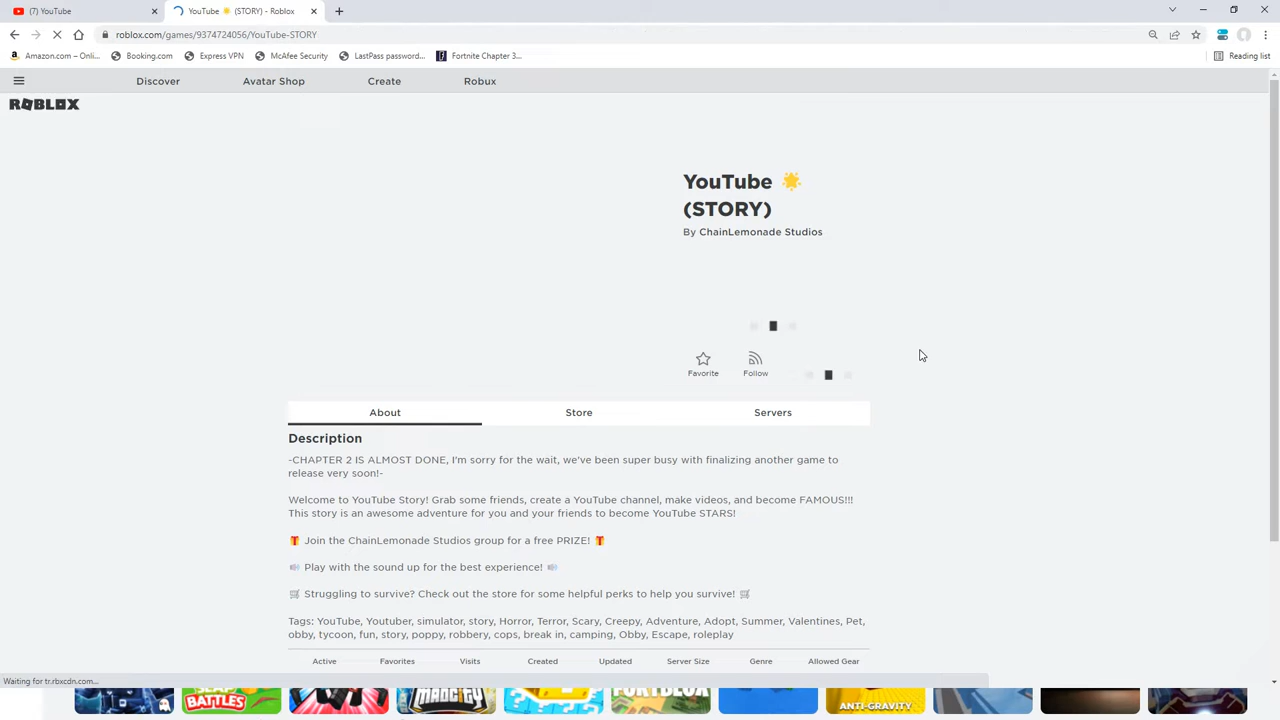 (7) YouTube
YouTube 🌟 (STORY) - Roblox
roblox.com/games/9374724056/YouTube-STORY
Amazon.com – Onli...
Booking.com
Express VPN
McAfee Security
LastPass password...
Fortnite Chapter 3...
Reading list
Discover
Avatar Shop
Create
Robux
ROBLOX
YouTube 🌟
(STORY)
By ChainLemonade Studios
Favorite
Follow
About
Store
Servers
Description
-CHAPTER 2 IS ALMOST DONE, I'm sorry for the wait, we've been super busy with finalizing another game to
release very soon!-
Welcome to YouTube Story! Grab some friends, create a YouTube channel, make videos, and become FAMOUS!!!
This story is an awesome adventure for you and your friends to become YouTube STARS!
🎁 Join the ChainLemonade Studios group for a free PRIZE! 🎁
🔊 Play with the sound up for the best experience! 🔊
🛒 Struggling to survive? Check out the store for some helpful perks to help you survive! 🛒
Tags: YouTube, Youtuber, simulator, story, Horror, Terror, Scary, Creepy, Adventure, Adopt, Summer, Valentines, Pet,
obby, tycoon, fun, story, poppy, robbery, cops, break in, camping, Obby, Escape, roleplay
Active
Favorites
Visits
Created
Updated
Server Size
Genre
Allowed Gear
Waiting for tr.rbxcdn.com...
BATTLES
MADCITY
FORTBLOX
ANTI-GRAVITY